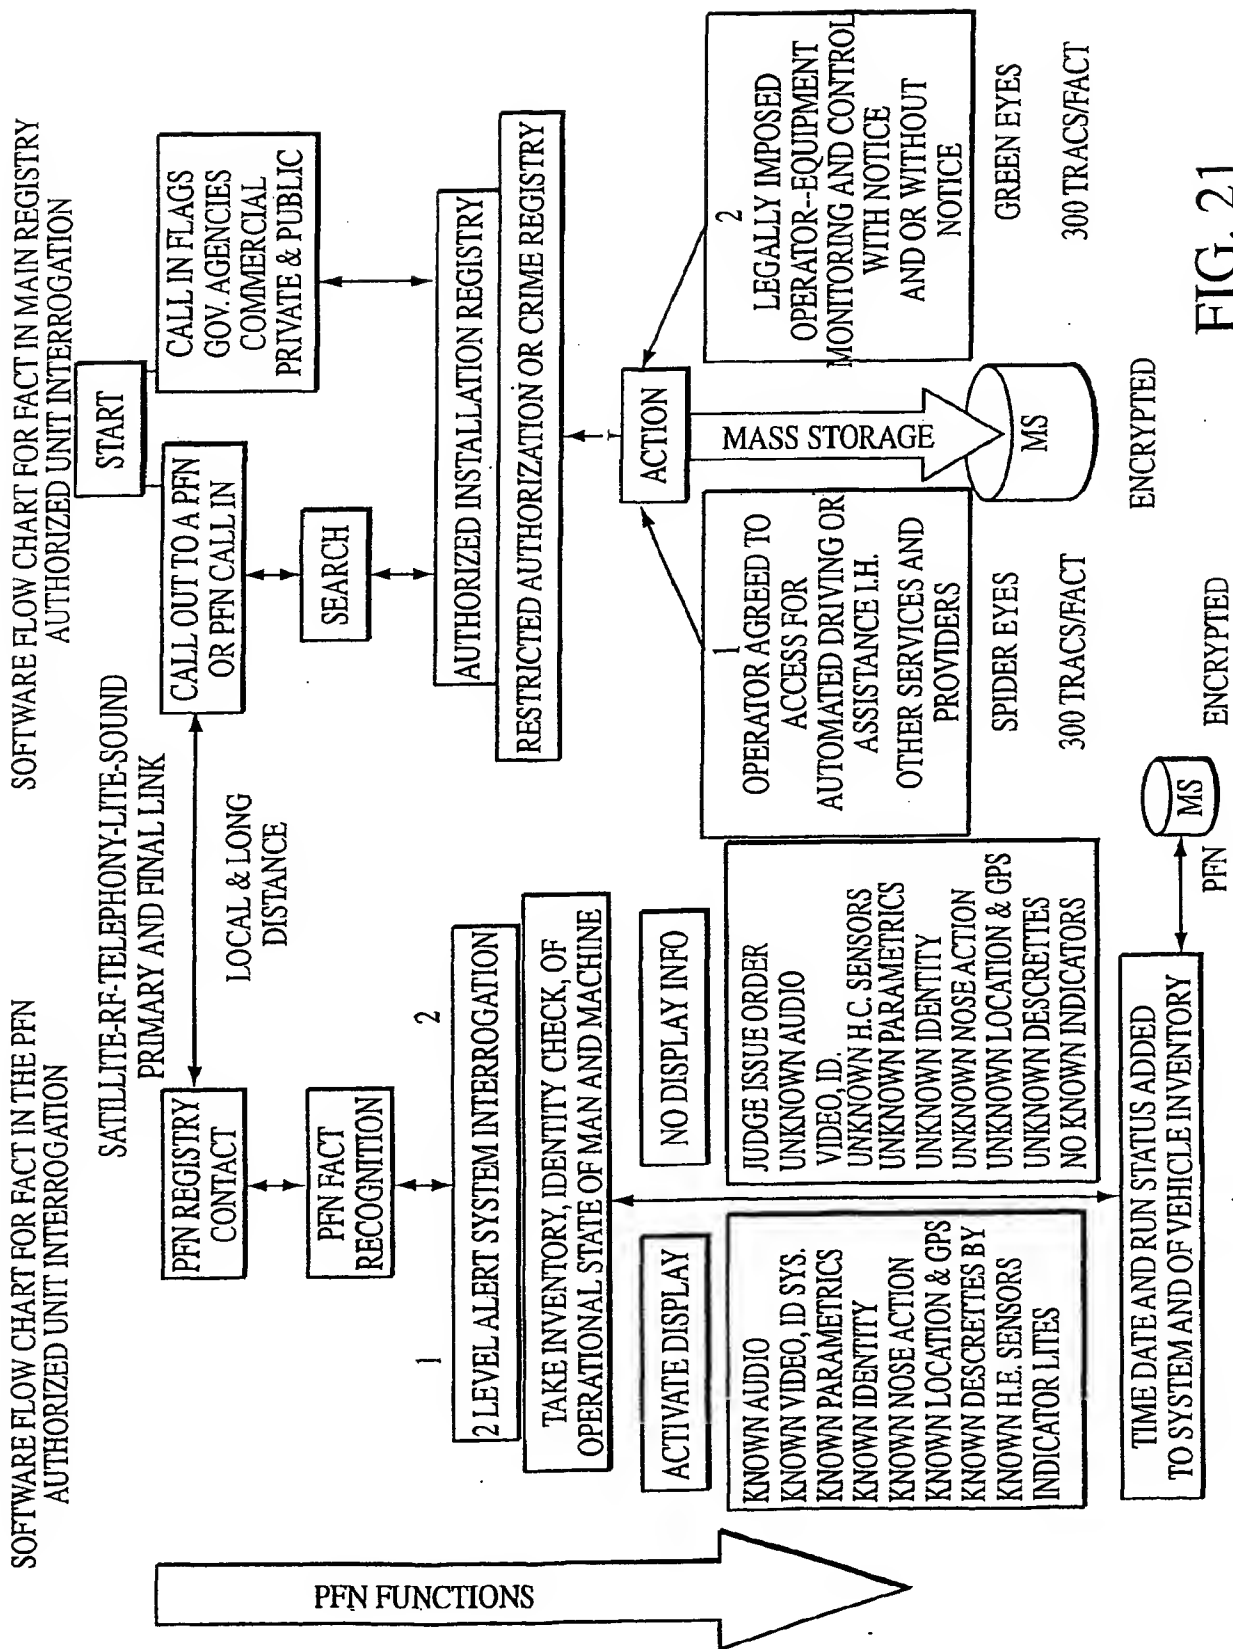 SOFTWARE FLOW CHART FOR FACT IN THE PFN
AUTHORIZED UNIT INTERROGATION
SOFTWARE FLOW CHART FOR FACT IN MAIN REGISTRY
AUTHORIZED UNIT INTERROGATION
SATILLITE-RF-TELEPHONY-LITE-SOUND
PRIMARY AND FINAL LINK
LOCAL & LONG
DISTANCE
START
CALL OUT TO A PFN
OR PFN CALL IN
CALL IN FLAGS
GOV. AGENCIES
COMMERCIAL
PRIVATE & PUBLIC
SEARCH
AUTHORIZED INSTALLATION REGISTRY
RESTRICTED AUTHORIZATION OR CRIME REGISTRY
ACTION
1
OPERATOR AGREED TO
ACCESS FOR
AUTOMATED DRIVING OR
ASSISTANCE I.H.
OTHER SERVICES AND
PROVIDERS
SPIDER EYES
300 TRACS/FACT
MASS STORAGE
MS
ENCRYPTED
2
LEGALLY IMPOSED
OPERATOR--EQUIPMENT
MONITORING AND CONTROL
WITH NOTICE
AND OR WITHOUT
NOTICE
GREEN EYES
300 TRACS/FACT
PFN FUNCTIONS
PFN REGISTRY
CONTACT
PFN FACT
RECOGNITION
1
2
2 LEVEL ALERT SYSTEM INTERROGATION
TAKE INVENTORY, IDENTITY CHECK, OF
OPERATIONAL STATE OF MAN AND MACHINE
ACTIVATE DISPLAY
KNOWN AUDIO
KNOWN VIDEO, ID SYS.
KNOWN PARAMETRICS
KNOWN IDENTITY
KNOWN NOSE ACTION
KNOWN LOCATION & GPS
KNOWN DESCRETTES BY
KNOWN H.E. SENSORS
INDICATOR LITES
NO DISPLAY INFO
JUDGE ISSUE ORDER
UNKNOWN AUDIO
VIDEO, ID.
UNKNOWN H.C. SENSORS
UNKNOWN PARAMETRICS
UNKNOWN IDENTITY
UNKNOWN NOSE ACTION
UNKNOWN LOCATION & GPS
UNKNOWN DESCRETTES
NO KNOWN INDICATORS
TIME DATE AND RUN STATUS ADDED
TO SYSTEM AND OF VEHICLE INVENTORY
MS
PFN
ENCRYPTED
FIG. 21